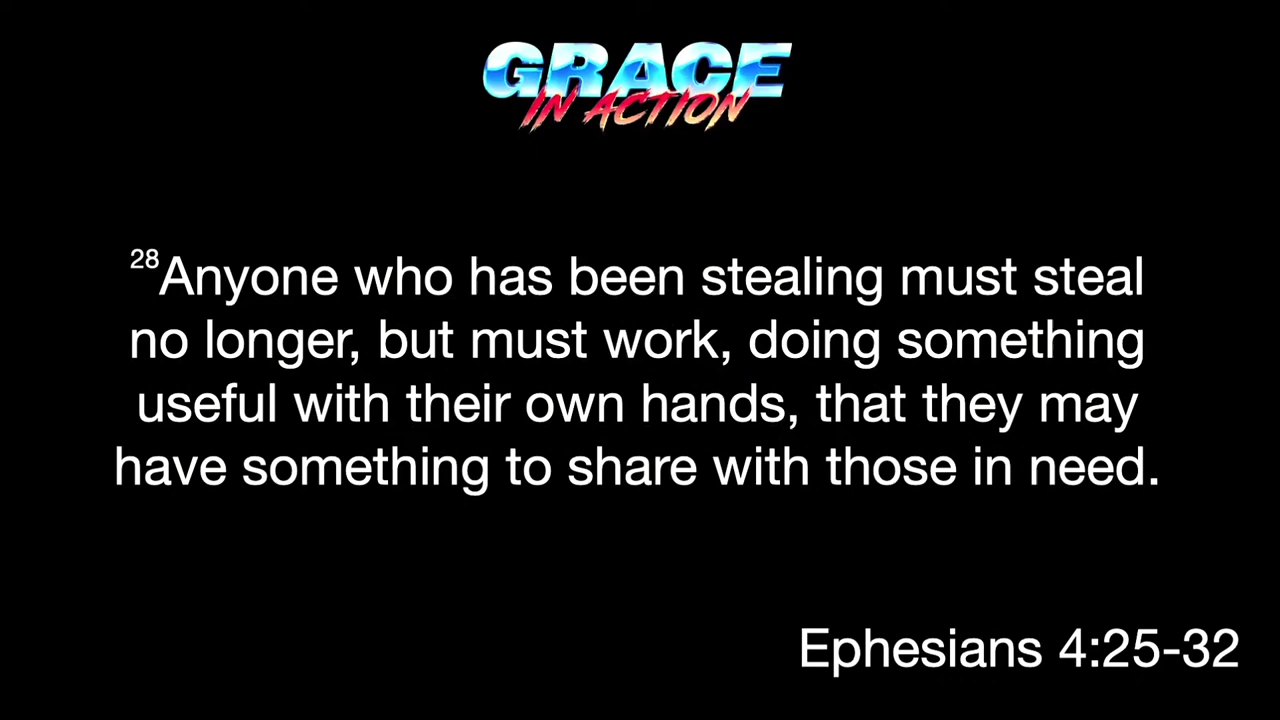 GRACE
IN ACTION
28Anyone who has been stealing must steal
no longer, but must work, doing something
useful with their own hands, that they may
have something to share with those in need.
Ephesians 4:25-32